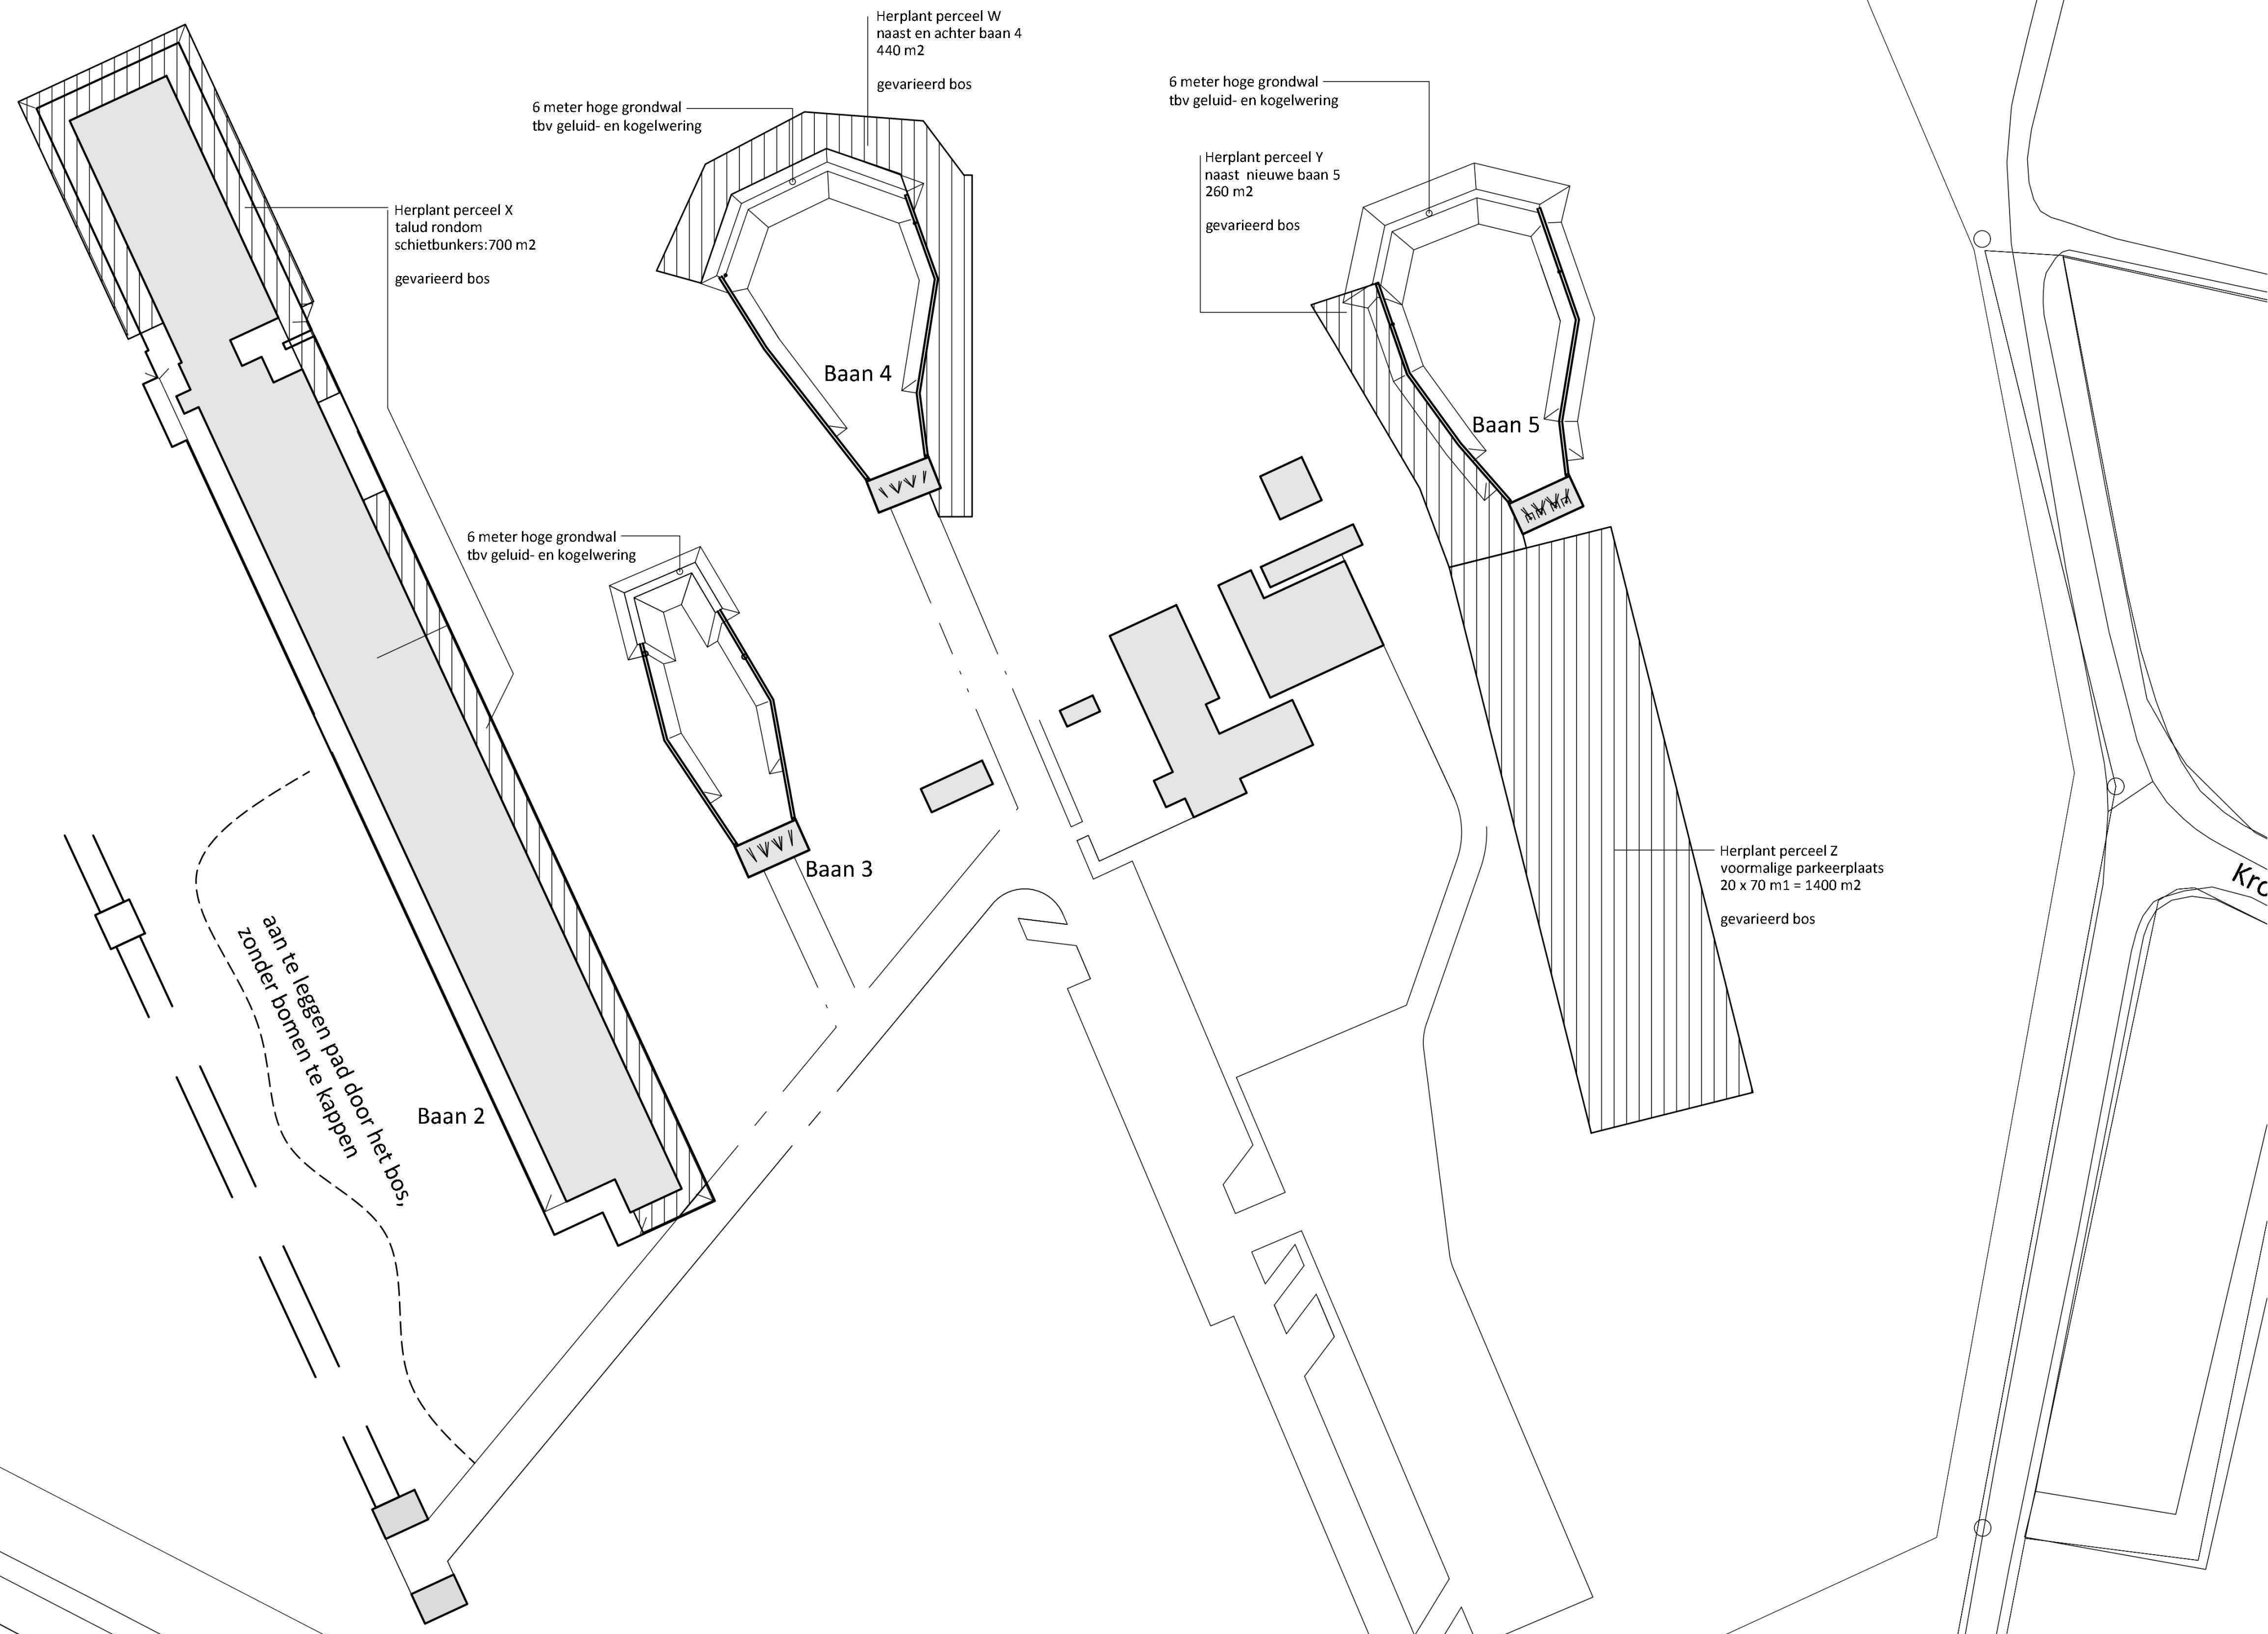 Herplant perceel W
naast en achter baan 4
440 m2
gevarieerd bos
6 meter hoge grondwal
tbv geluid- en kogelwering
6 meter hoge grondwal
tbv geluid- en kogelwering
Herplant perceel Y
naast nieuwe baan 5
260 m2
gevarieerd bos
Herplant perceel X
talud rondom
schietbunkers:700 m2
gevarieerd bos
Baan 4
Baan 5
6 meter hoge grondwal
tbv geluid- en kogelwering
Baan 3
Herplant perceel Z
voormalige parkeerplaats
20 x 70 m1 = 1400 m2
gevarieerd bos
aan te leggen pad door het bos,
zonder bomen te kappen
Baan 2